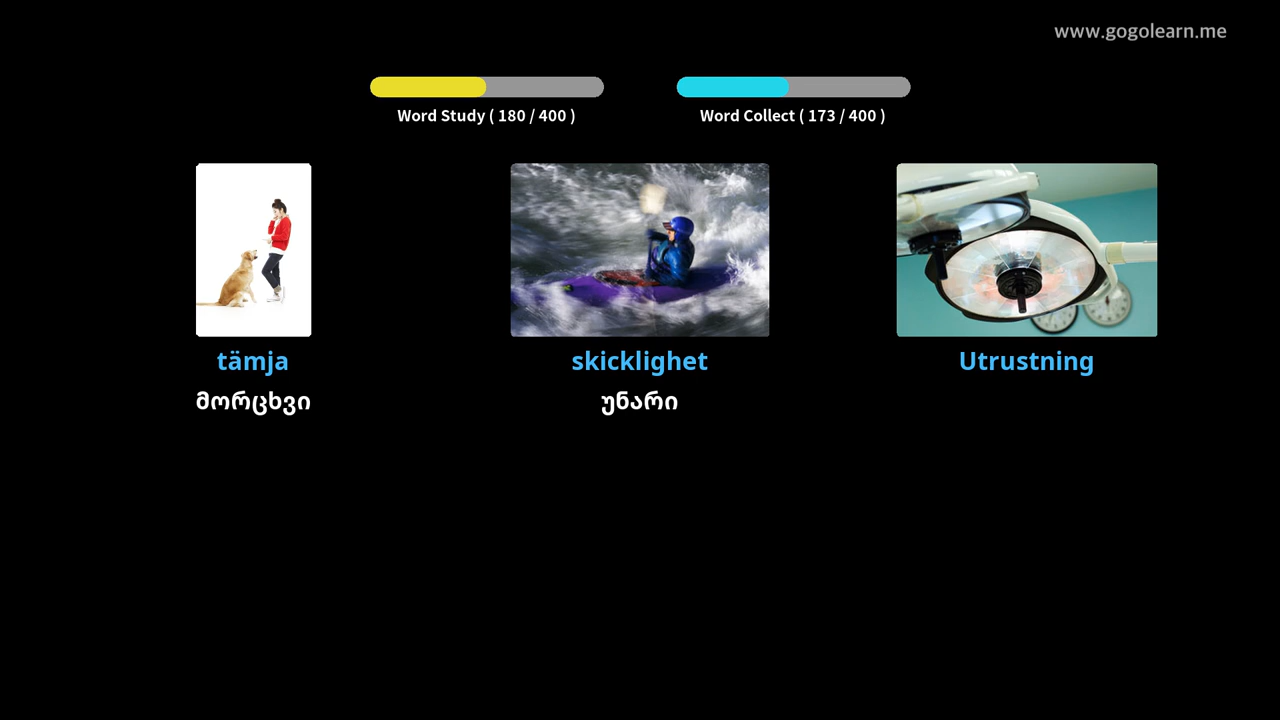 www.gogolearn.me
Word Study ( 180 / 400 )
Word Collect ( 173 / 400 )
tämja
skicklighet
Utrustning
მორცხვი
უნარი